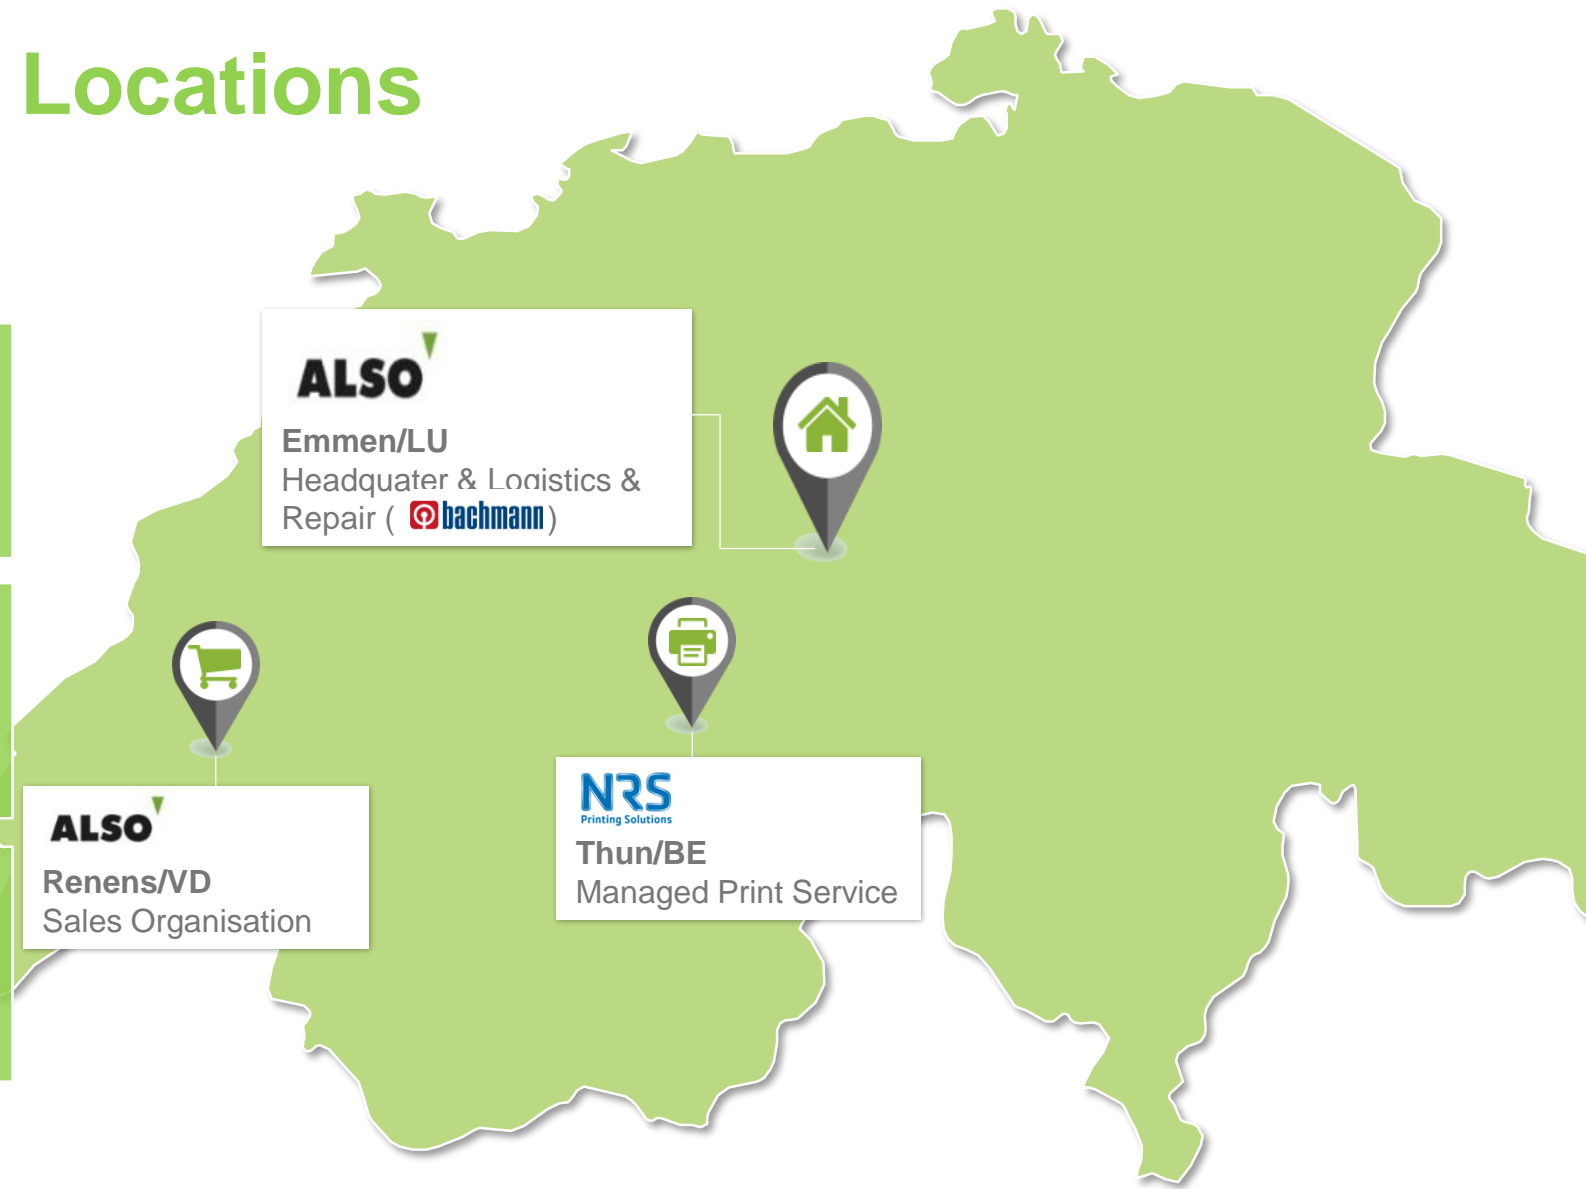 Locations
ALSO
Emmen/LU
Headquater & Logistics &
Repair ( bachmann )
ALSO
Renens/VD
Sales Organisation
NRS
Printing Solutions
Thun/BE
Managed Print Service